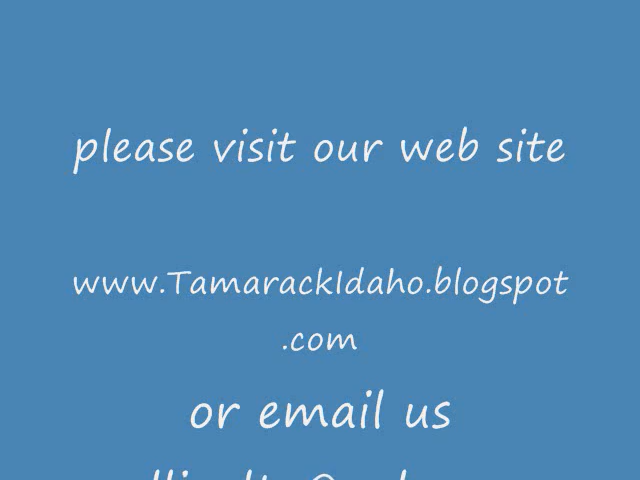 please visit our web site
www.TamarackIdaho.blogspot
.com
or email us